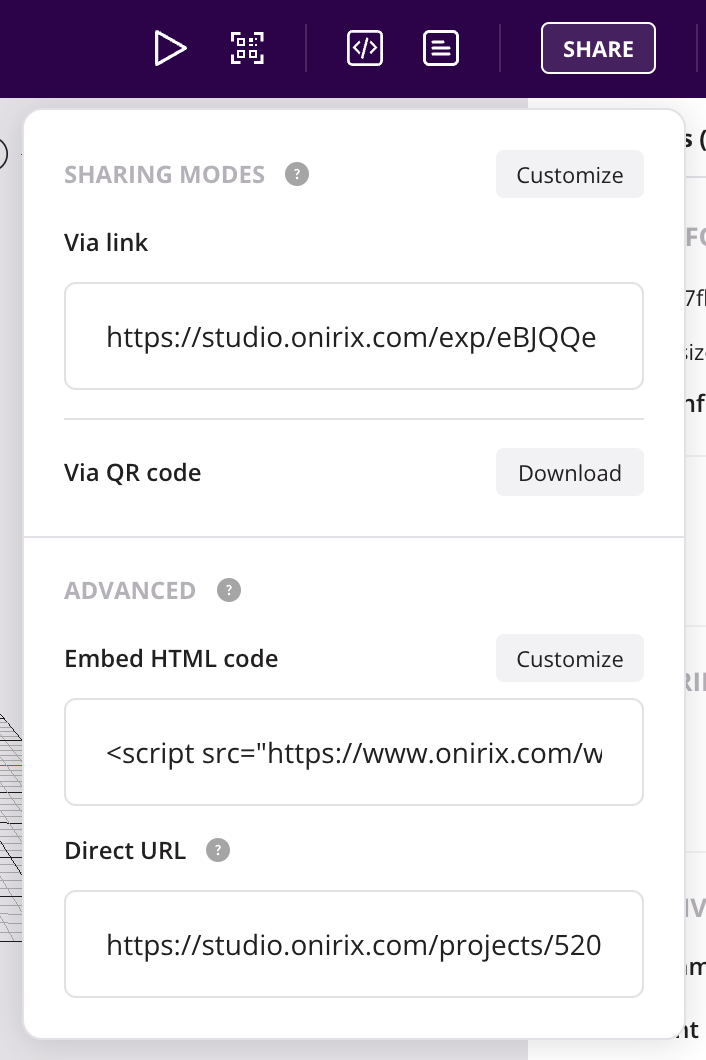 SHARE
SHARING MODES ?
Customize
Via link
https://studio.onirix.com/exp/eBJQQe
Via QR code
Download
ADVANCED ?
Embed HTML code
Customize
<script src="https://www.onirix.com/w
Direct URL ?
https://studio.onirix.com/projects/520